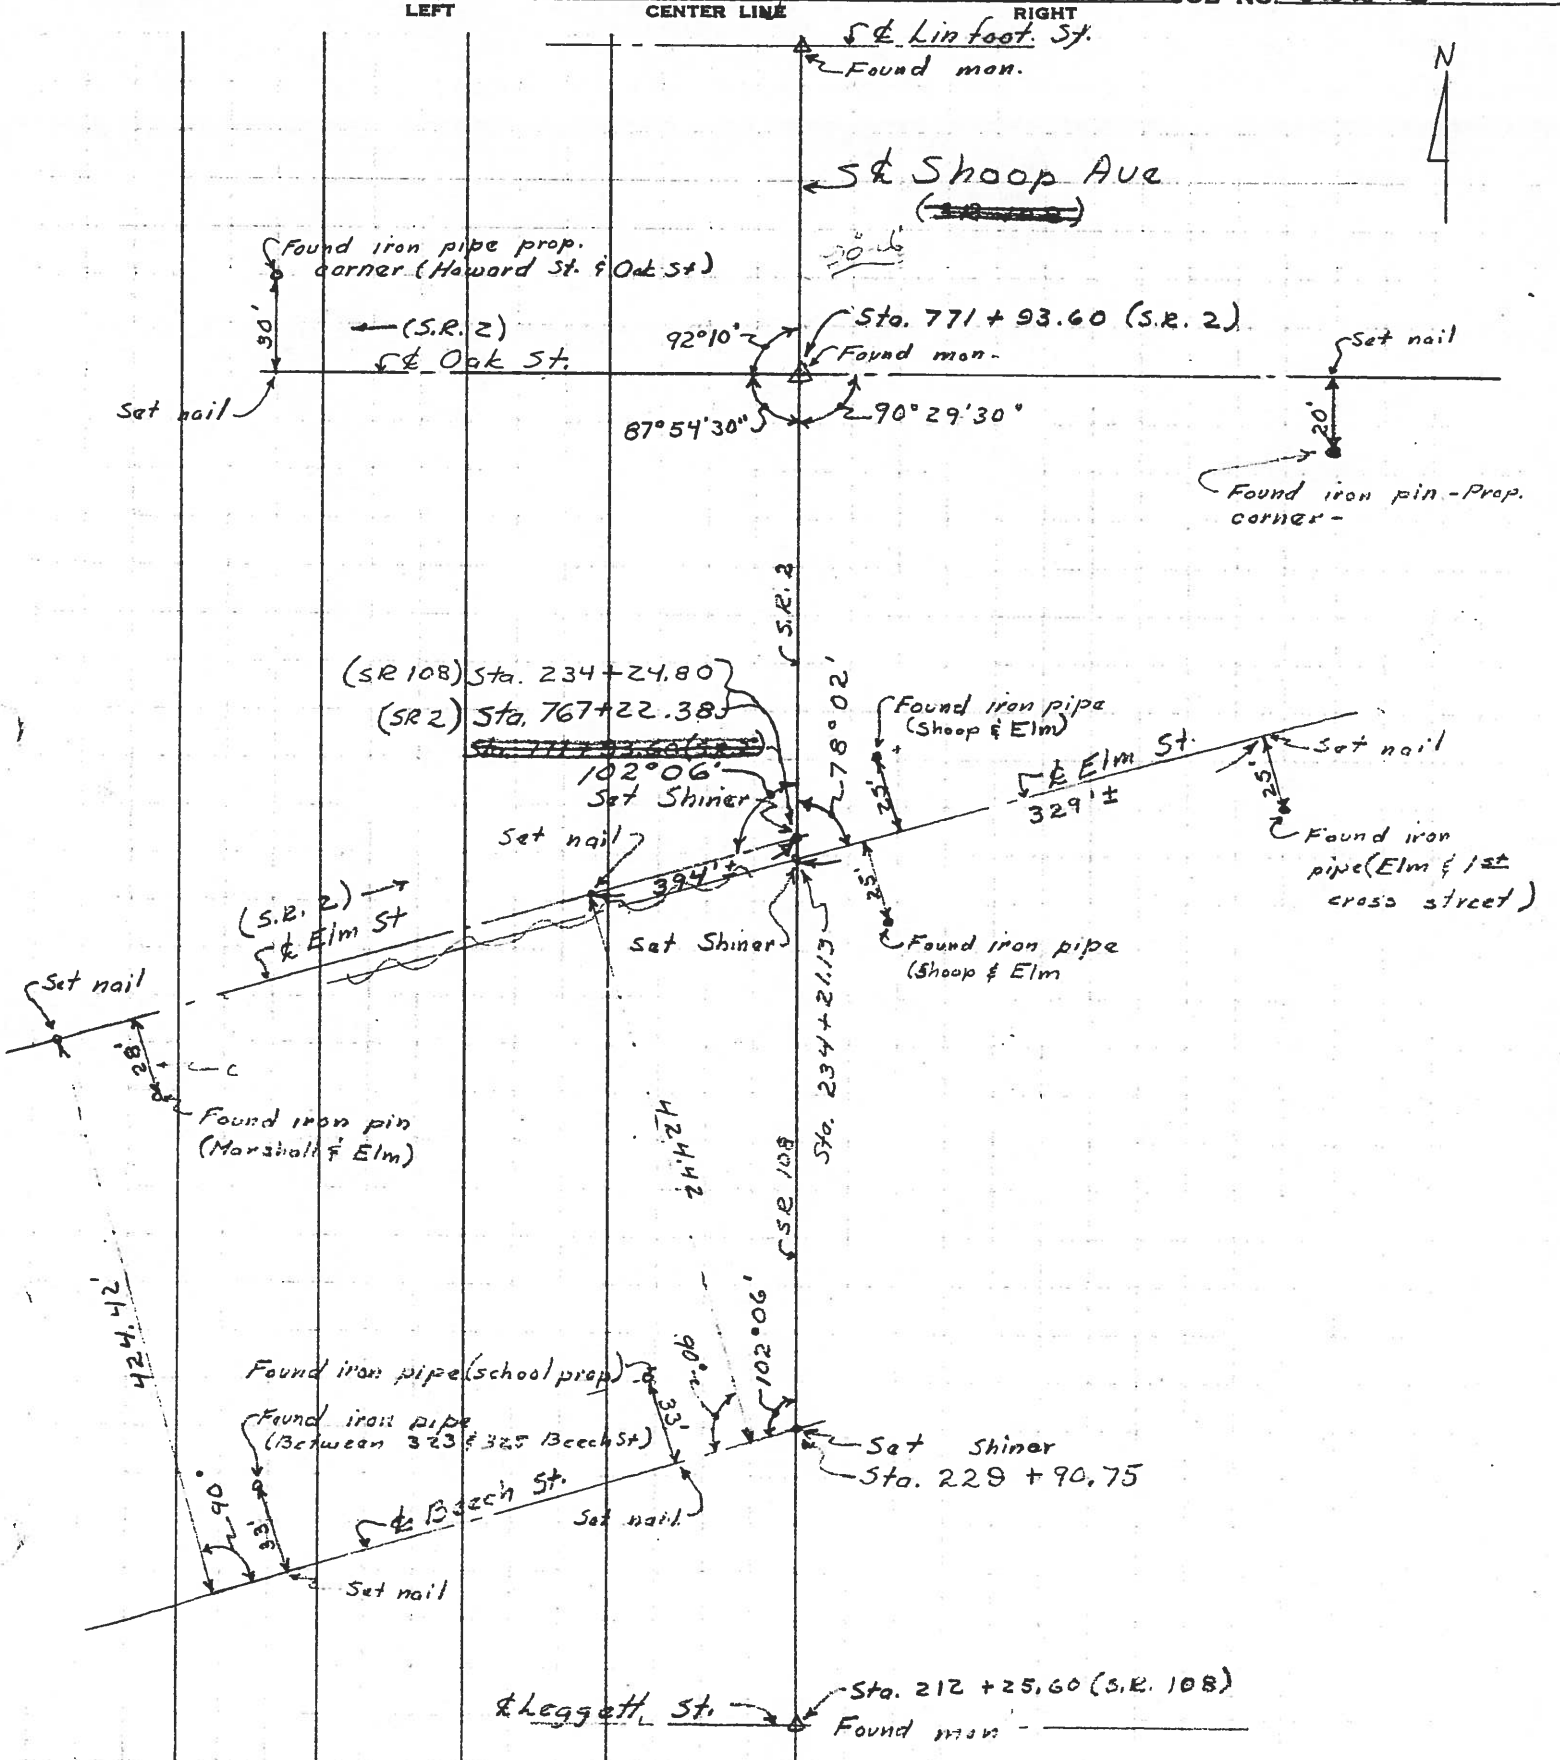 LEFT
CENTER LINE
RIGHT
℄ Linfoot. St.
Found mon.
N
S ℄ Shoop Ave
Found iron pipe prop.
corner (Howard St. & Oak St)
30'
← (S.R. 2)
℄ Oak St.
92°10'
Sta. 771 + 93.60 (S.R. 2)
Found mon.
Set nail
Set nail
87°54'30"
90°29'30"
20'
Found iron pin - Prop.
corner -
S.R. 2
(SR 108) Sta. 234+24.80
(SR 2) Sta. 767+22.38
Sta. 771+93.60 (S.R. 2)
102°06'
Set Shiner
78°02'
Found iron pipe
(Shoop & Elm)
25'
℄ Elm St.
329'±
Set nail
25'
Found iron
pipe (Elm & 1st
cross street)
Set nail
394'±
25'
(S.R. 2) →
℄ Elm St
Set Shiner
Found iron pipe
(Shoop & Elm
Sta. 234+21.13
Set nail
28'
← C
Found iron pin
(Marshall & Elm)
424.42
SR 108
424.42'
102°06'
90°
Found iron pipe (school prop)
33'
Found iron pipe
(Between 323 & 325 Beech St)
Set Shiner
Sta. 229 + 90.75
90°
33'
℄ Beech St.
Set nail
Set nail
℄ Leggett St.
Sta. 212 + 25.60 (S.R. 108)
Found mon -